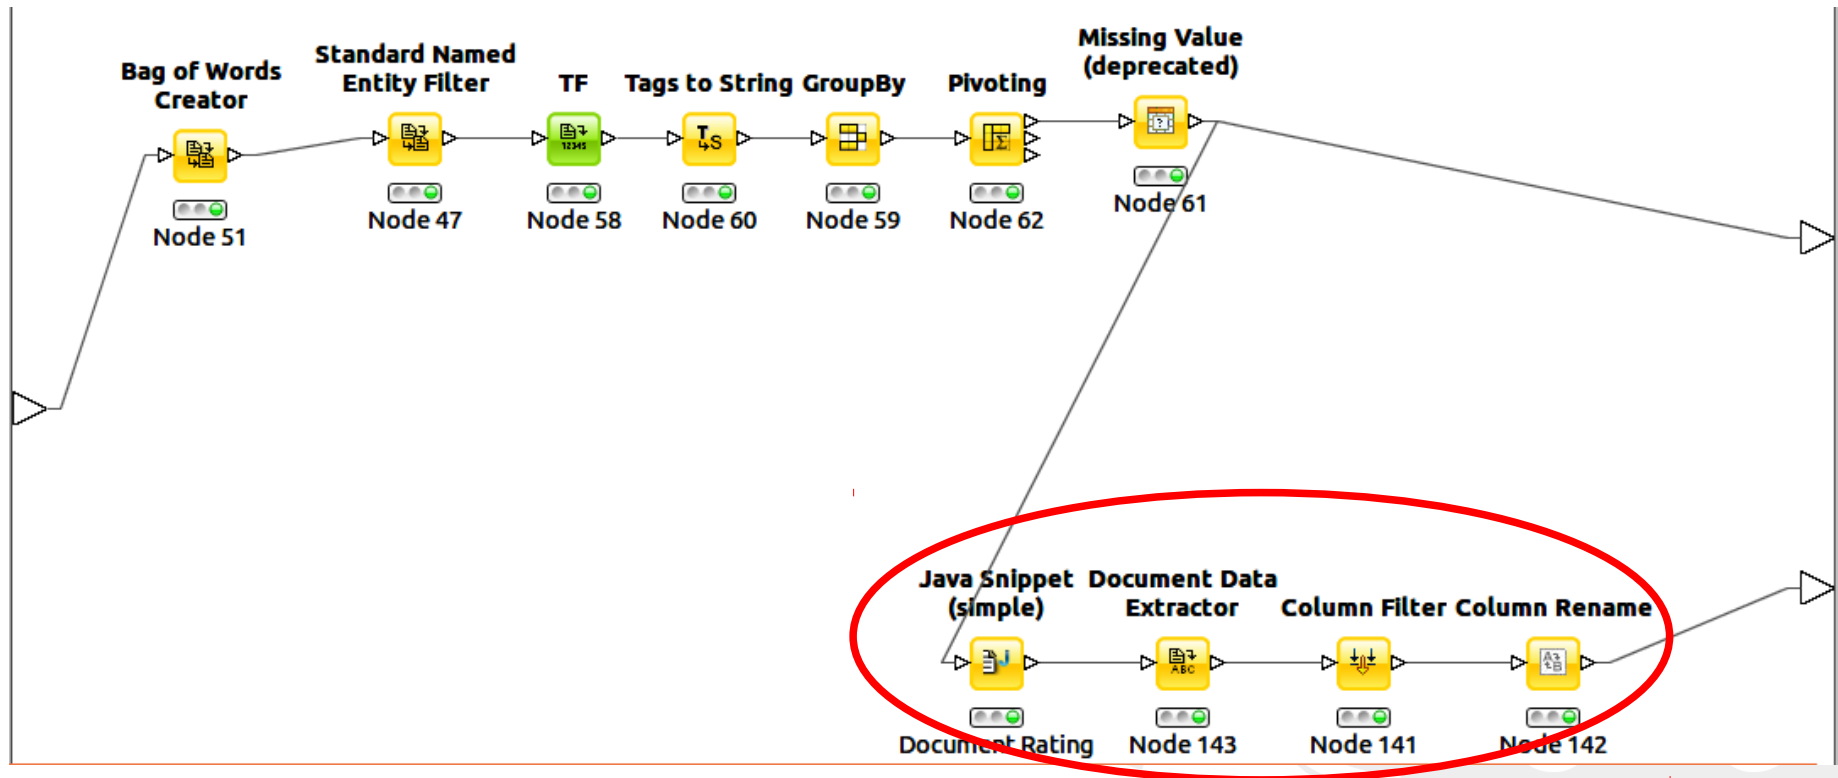 Bag of Words
Creator
Node 51
Standard Named
Entity Filter
Node 47
TF
12345
Node 58
Tags to String
T
S
Node 60
GroupBy
Node 59
Pivoting
Σ
Node 62
Missing Value
(deprecated)
?
Node 61
Java Snippet
(simple)
J
Document Rating
Document Data
Extractor
ABC
Node 143
Column Filter
Node 141
Column Rename
A
B
Node 142